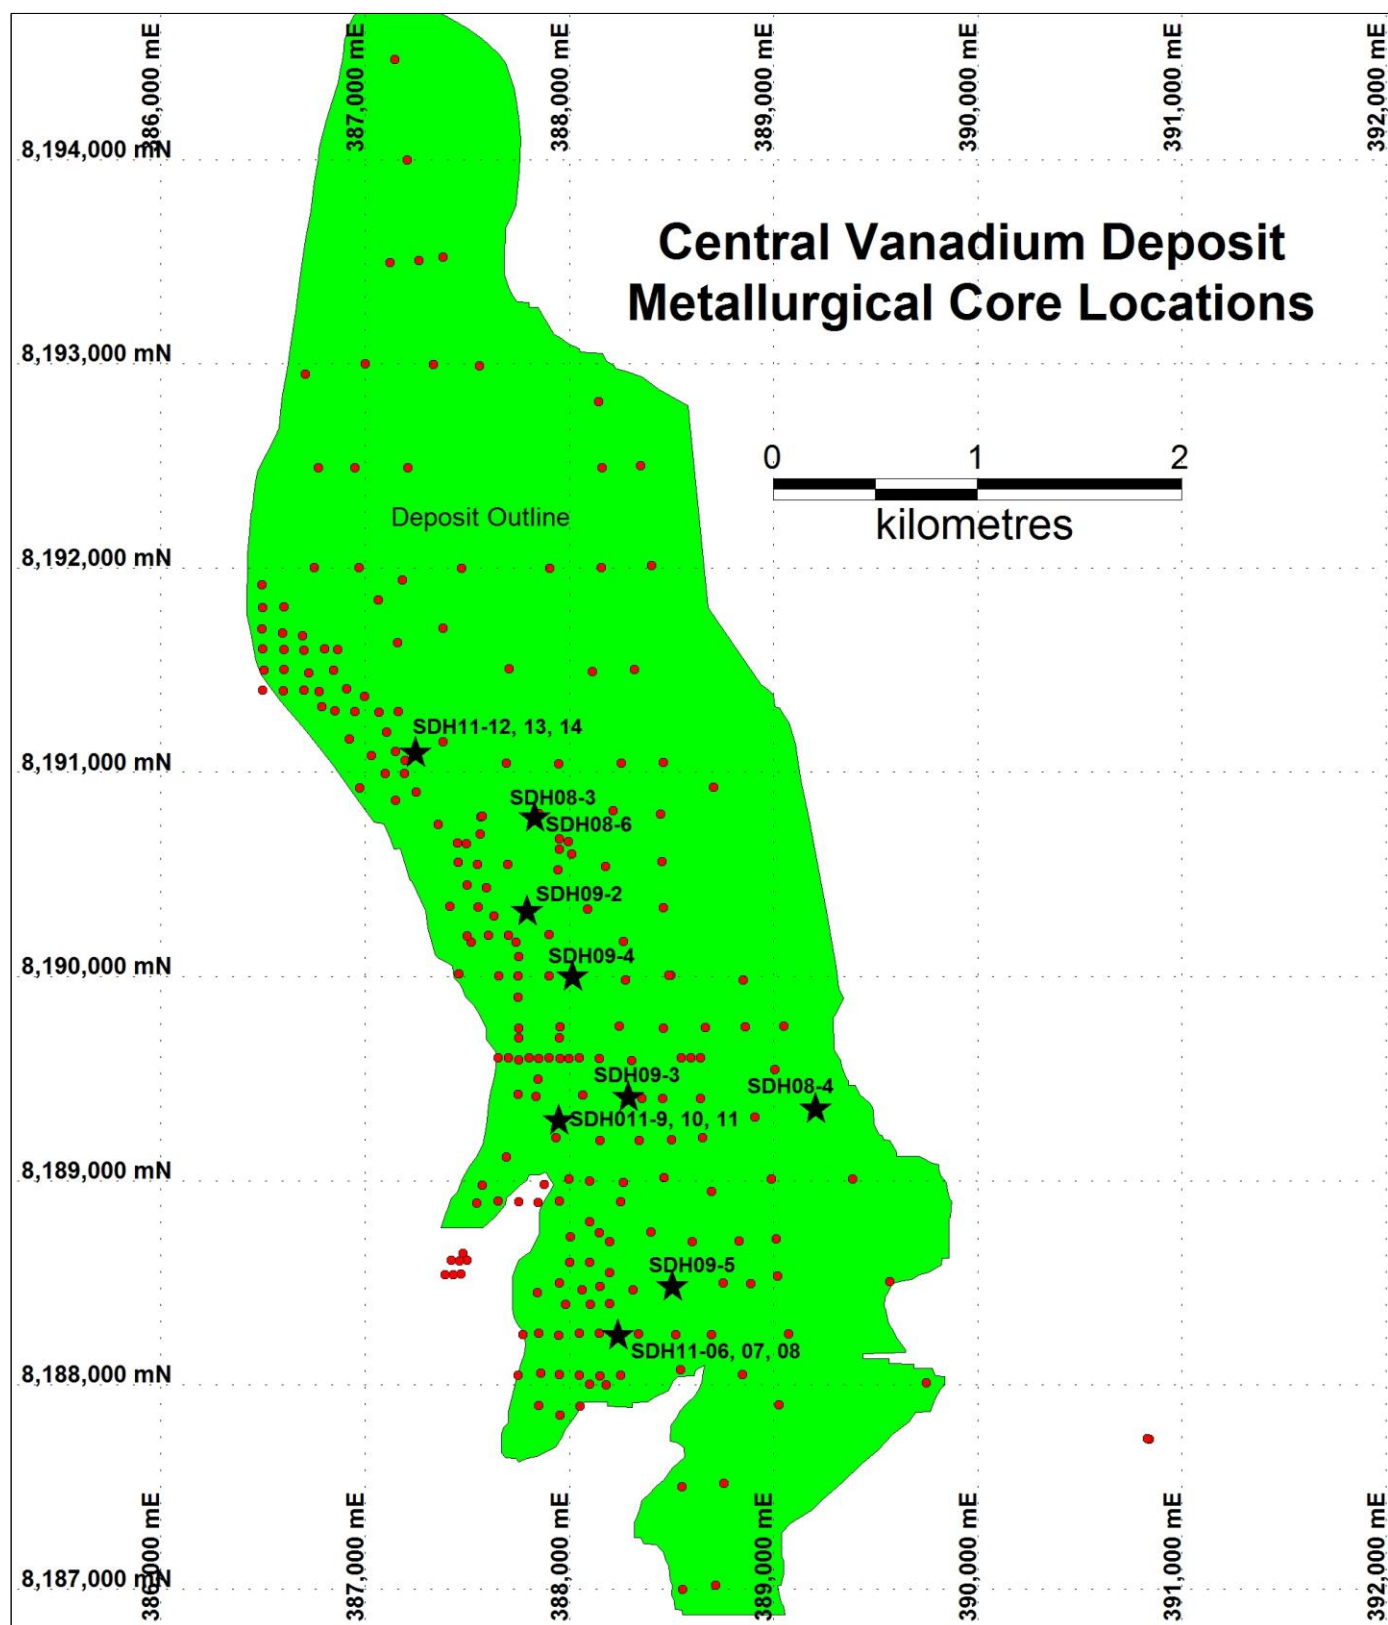 386,000 mE
387,000 mE
388,000 mE
389,000 mE
390,000 mE
391,000 mE
392,000 mE
8,194,000 mN
Central Vanadium Deposit
Metallurgical Core Locations
8,193,000 mN
0 1 2
kilometres
Deposit Outline
8,192,000 mN
SDH11-12, 13, 14
8,191,000 mN
SDH08-3
SDH08-6
SDH09-2
SDH09-4
8,190,000 mN
SDH09-3
SDH08-4
SDH011-9, 10, 11
8,189,000 mN
SDH09-5
SDH11-06, 07, 08
8,188,000 mN
8,187,000 mN
386,000 mE
387,000 mE
388,000 mE
389,000 mE
390,000 mE
391,000 mE
392,000 mE